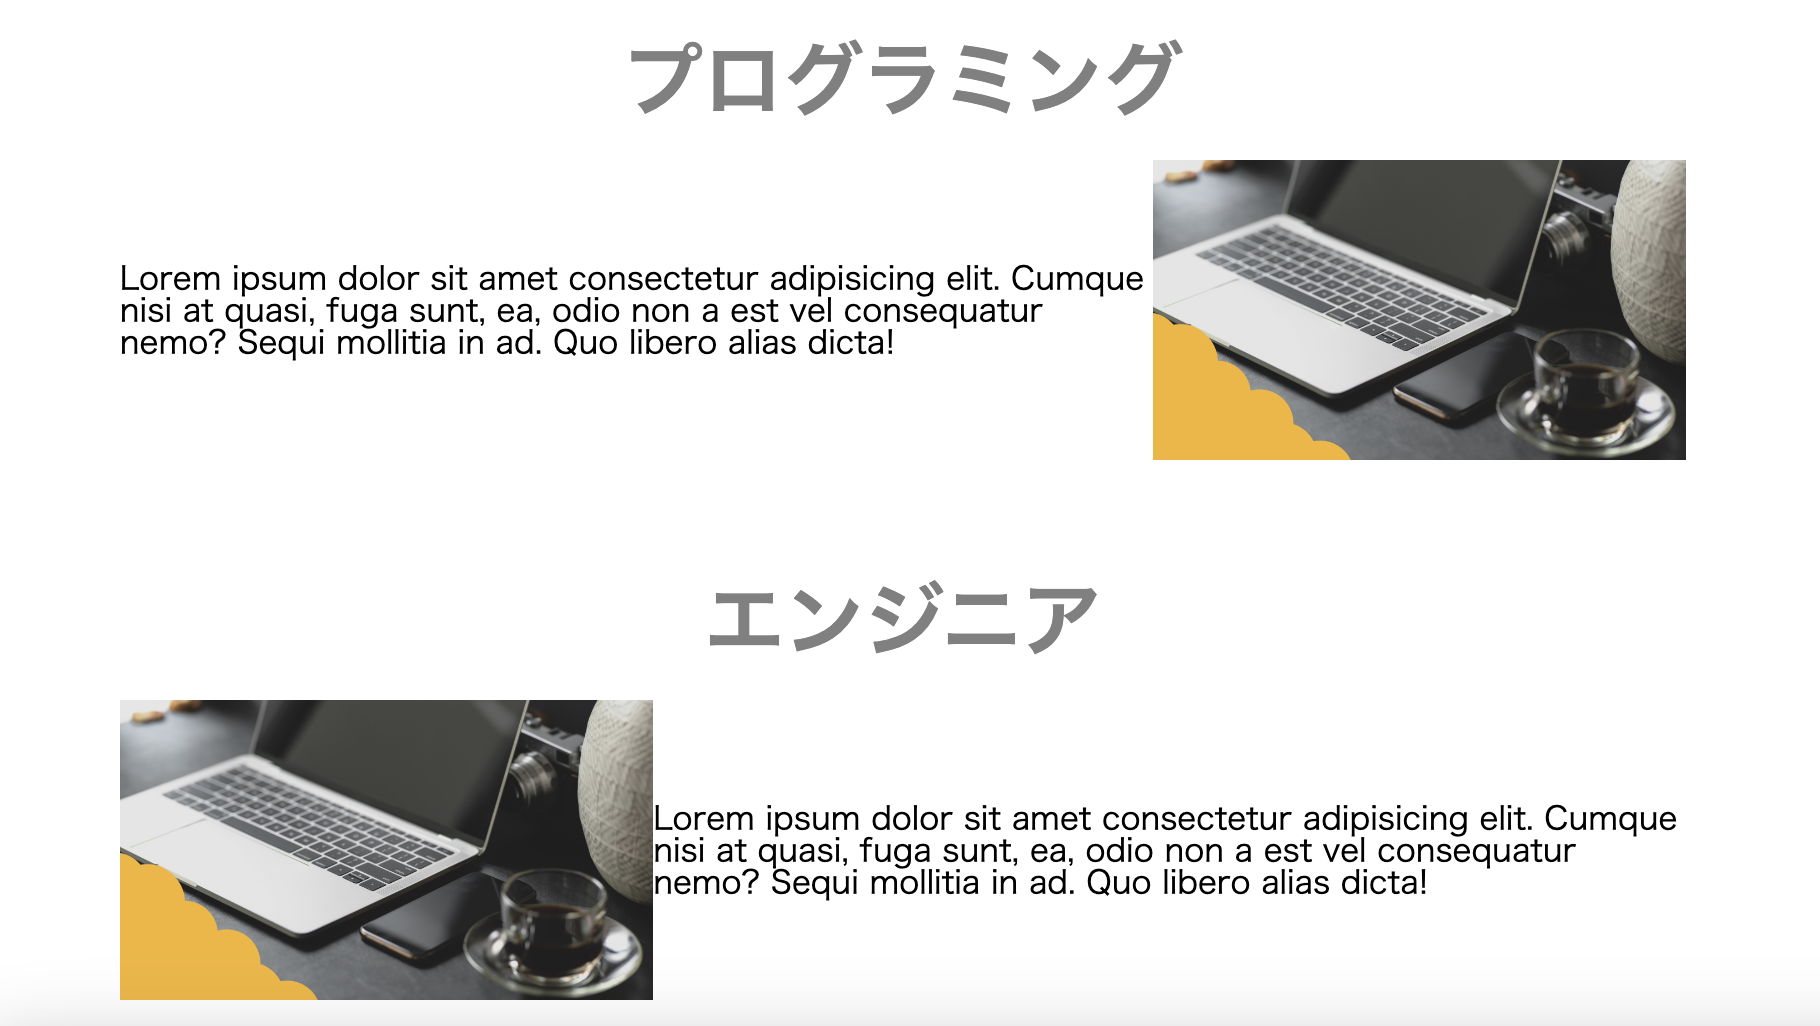 プログラミング
Lorem ipsum dolor sit amet consectetur adipisicing elit. Cumque
nisi at quasi, fuga sunt, ea, odio non a est vel consequatur
nemo? Sequi mollitia in ad. Quo libero alias dicta!
エンジニア
Lorem ipsum dolor sit amet consectetur adipisicing elit. Cumque
nisi at quasi, fuga sunt, ea, odio non a est vel consequatur
nemo? Sequi mollitia in ad. Quo libero alias dicta!